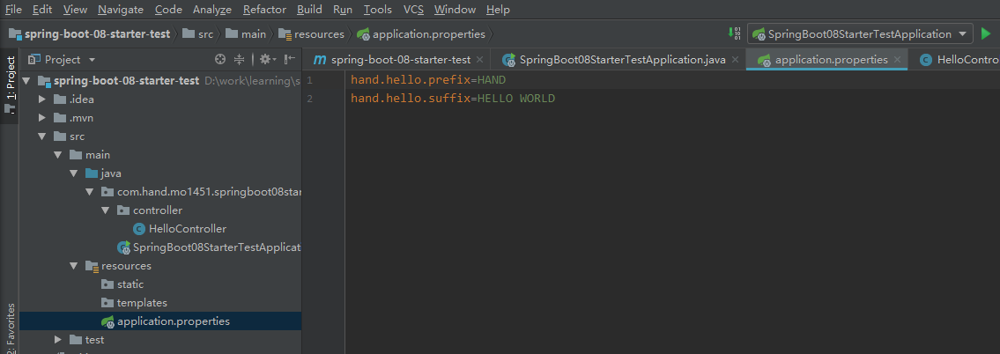 File Edit View Navigate Code Analyze Refactor Build Run Tools VCS Window Help
spring-boot-08-starter-test src main resources application.properties SpringBoot08StarterTestApplication
1: Project
Project
spring-boot-08-starter-test SpringBoot08StarterTestApplication.java application.properties HelloContro
spring-boot-08-starter-test D:\work\learning\s
1 hand.hello.prefix=HAND
.idea
2 hand.hello.suffix=HELLO WORLD
.mvn
src
main
java
com.hand.mo1451.springboot08star
controller
HelloController
SpringBoot08StarterTestApplicat
resources
static
templates
application.properties
test
2: Favorites